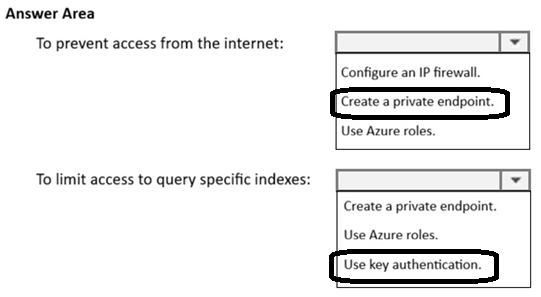 Answer Area
To prevent access from the internet:
Configure an IP firewall.
Create a private endpoint.
Use Azure roles.
To limit access to query specific indexes:
Create a private endpoint.
Use Azure roles.
Use key authentication.